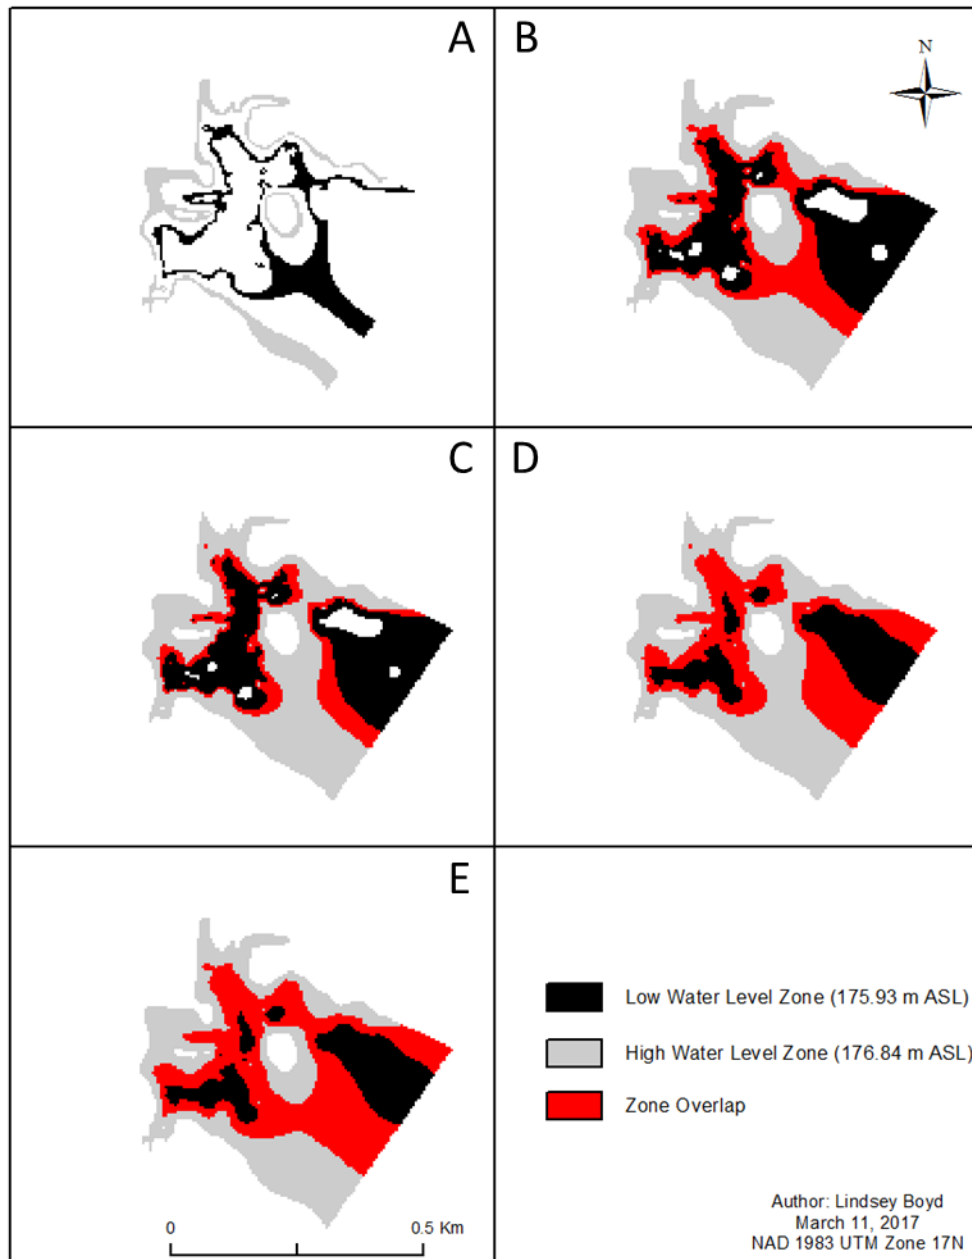 A
B
N
C
D
E
Low Water Level Zone (175.93 m ASL)
High Water Level Zone (176.84 m ASL)
Zone Overlap
0 0.5 Km
Author: Lindsey Boyd
March 11, 2017
NAD 1983 UTM Zone 17N